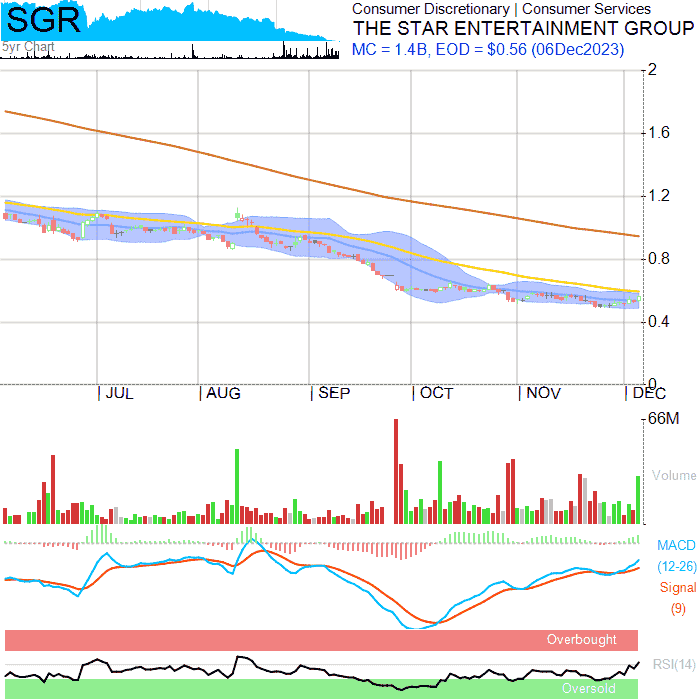 SGR
5yr Chart
Consumer Discretionary | Consumer Services
THE STAR ENTERTAINMENT GROUP
MC = 1.4B, EOD = $0.56 (06Dec2023)
2
1.6
1.2
0.8
0.4
0
| JUL | AUG | SEP | OCT | NOV | DEC
66M
Volume
MACD
(12-26)
Signal
(9)
Overbought
RSI(14)
Oversold